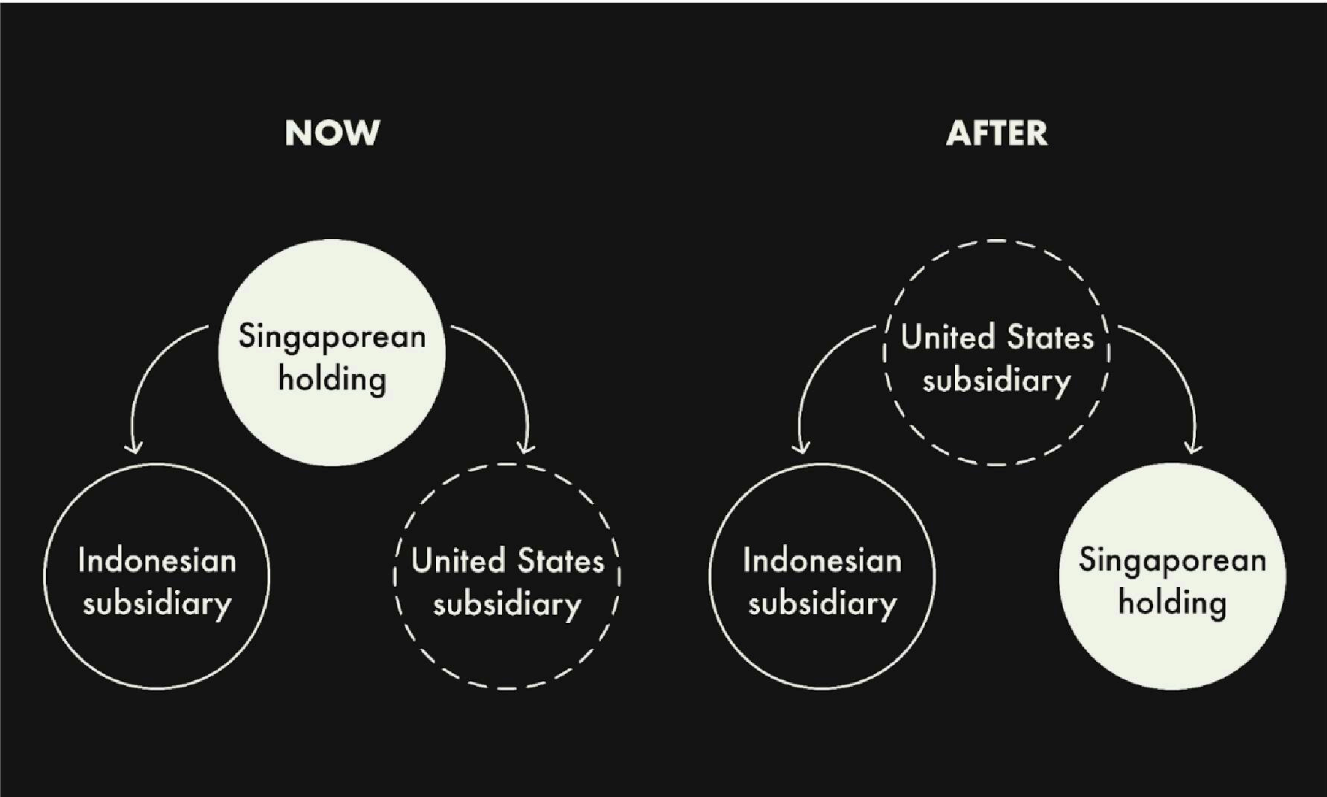 NOW
Singaporean
holding
Indonesian
subsidiary
United States
subsidiary
AFTER
United States
subsidiary
Indonesian
subsidiary
Singaporean
holding